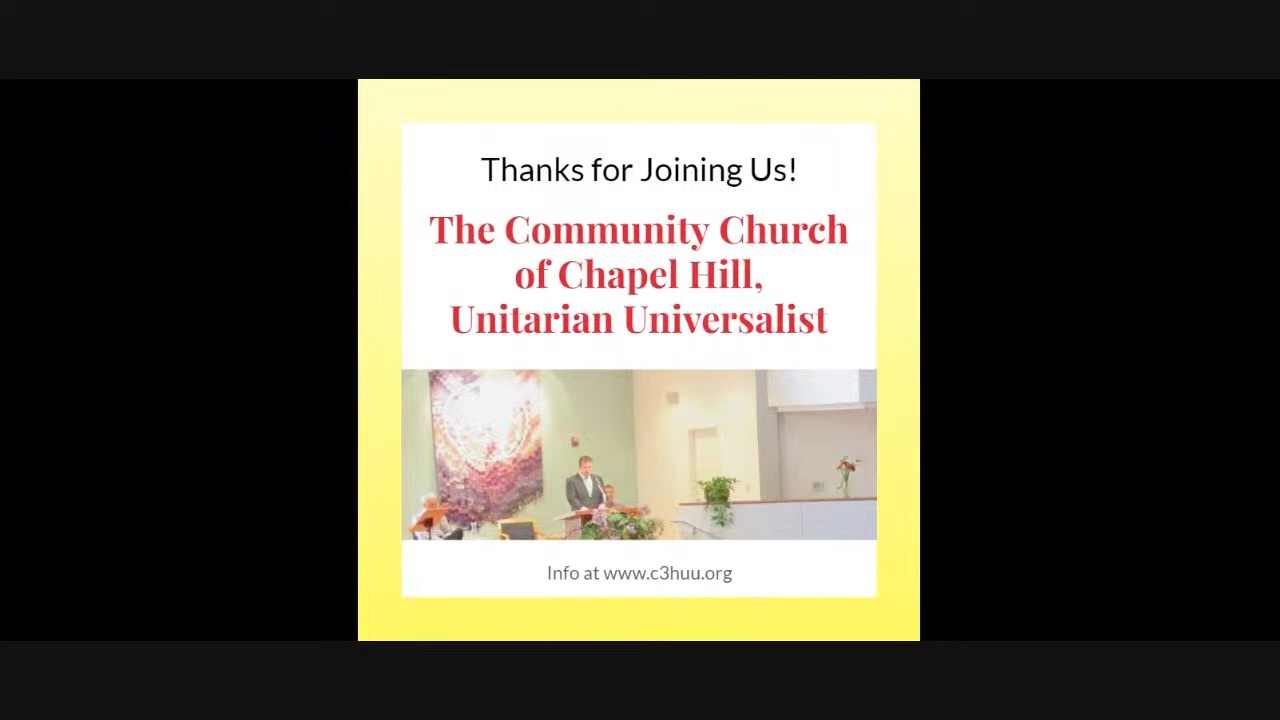 Thanks for Joining Us!
The Community Church
of Chapel Hill,
Unitarian Universalist
Info at www.c3huu.org